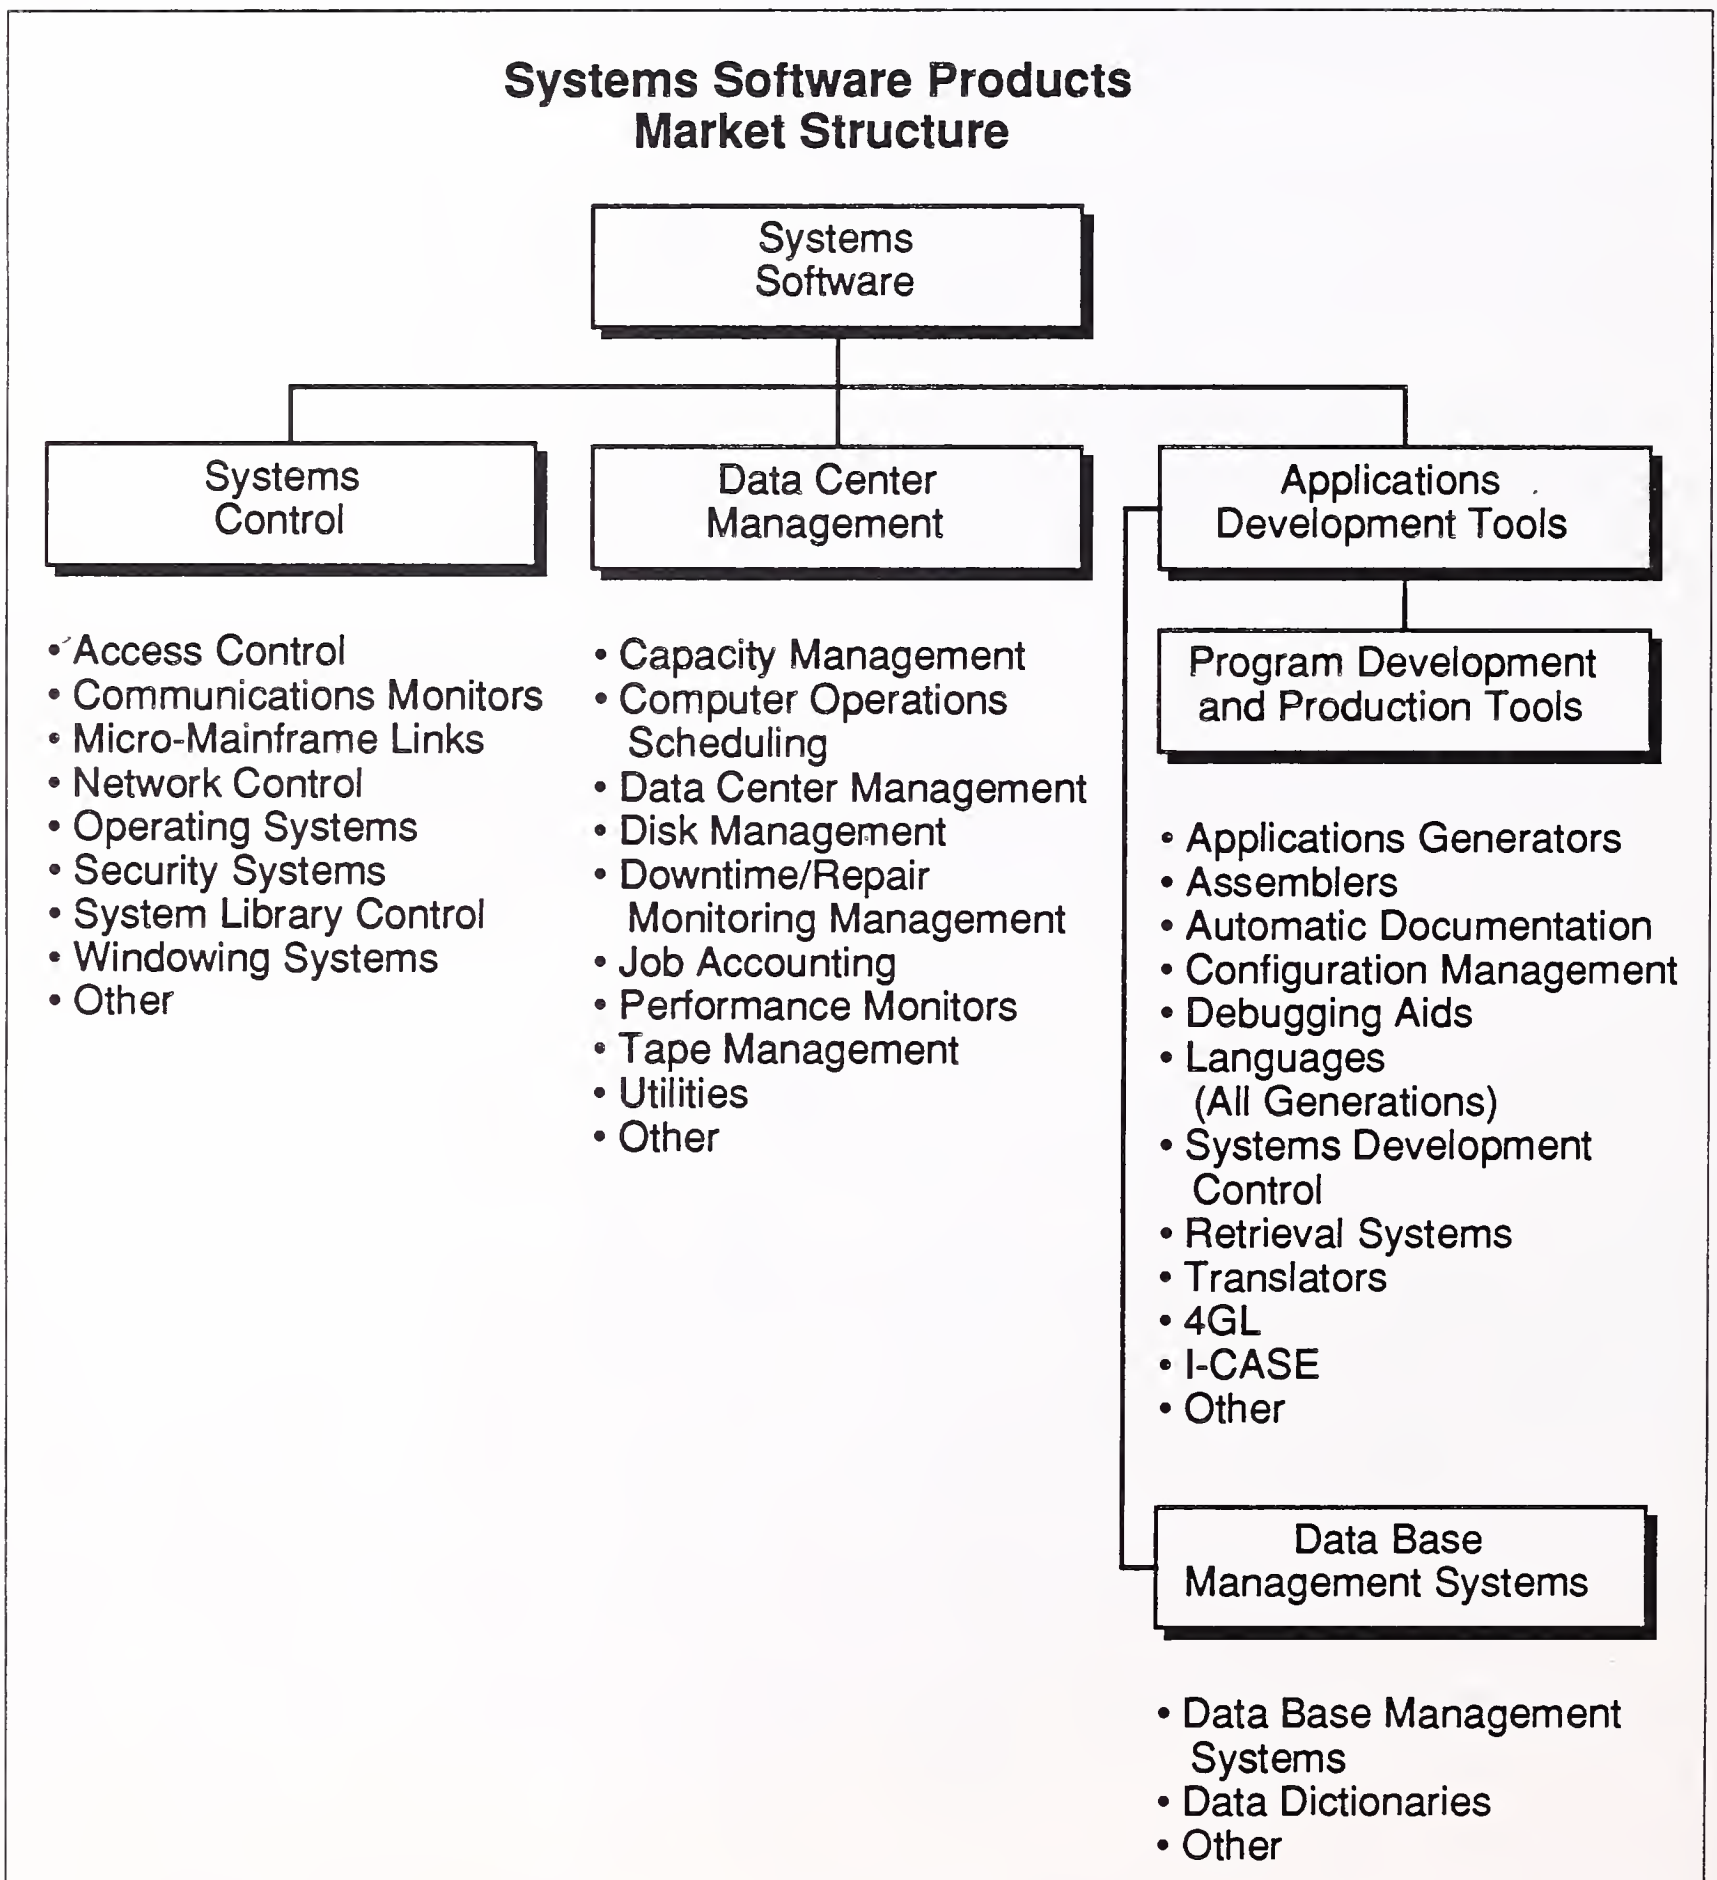 Systems Software Products
Market Structure
Systems
Software
Systems
Control
• Access Control
• Communications Monitors
• Micro-Mainframe Links
• Network Control
• Operating Systems
• Security Systems
• System Library Control
• Windowing Systems
• Other
Data Center
Management
• Capacity Management
• Computer Operations
Scheduling
• Data Center Management
• Disk Management
• Downtime/Repair
Monitoring Management
• Job Accounting
• Performance Monitors
• Tape Management
• Utilities
• Other
Applications
Development Tools
Program Development
and Production Tools
• Applications Generators
• Assemblers
• Automatic Documentation
• Configuration Management
• Debugging Aids
• Languages
(All Generations)
• Systems Development
Control
• Retrieval Systems
• Translators
• 4GL
• I-CASE
• Other
Data Base
Management Systems
• Data Base Management
Systems
• Data Dictionaries
• Other